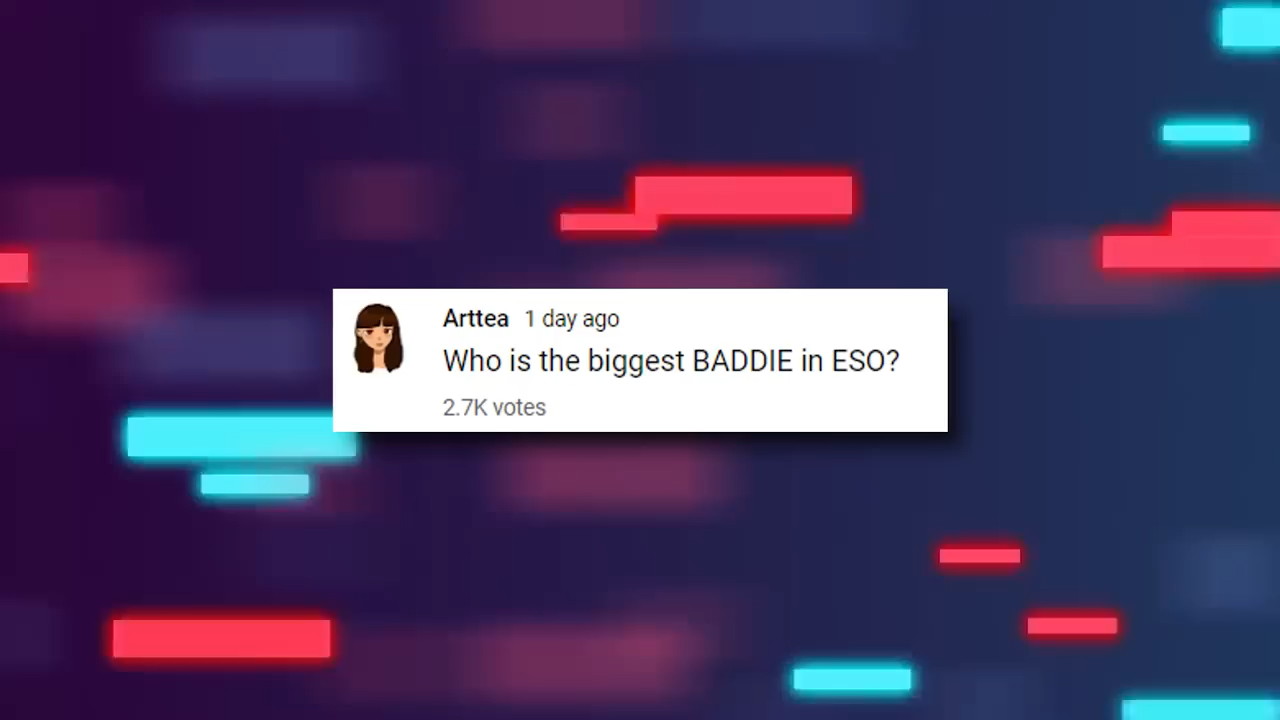 Arttea 1 day ago
Who is the biggest BADDIE in ESO?
2.7K votes